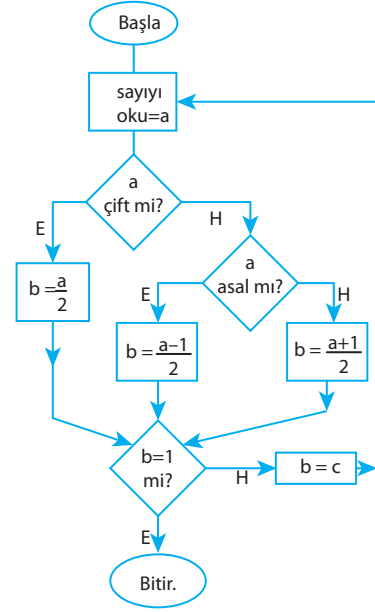 Başla
sayıyı
oku=a
a
çift mi?
E
H
b = a/2
a
asal mı?
E
H
b = a–1/2
b = a+1/2
b=1
mi?
H
b = c
E
Bitir.